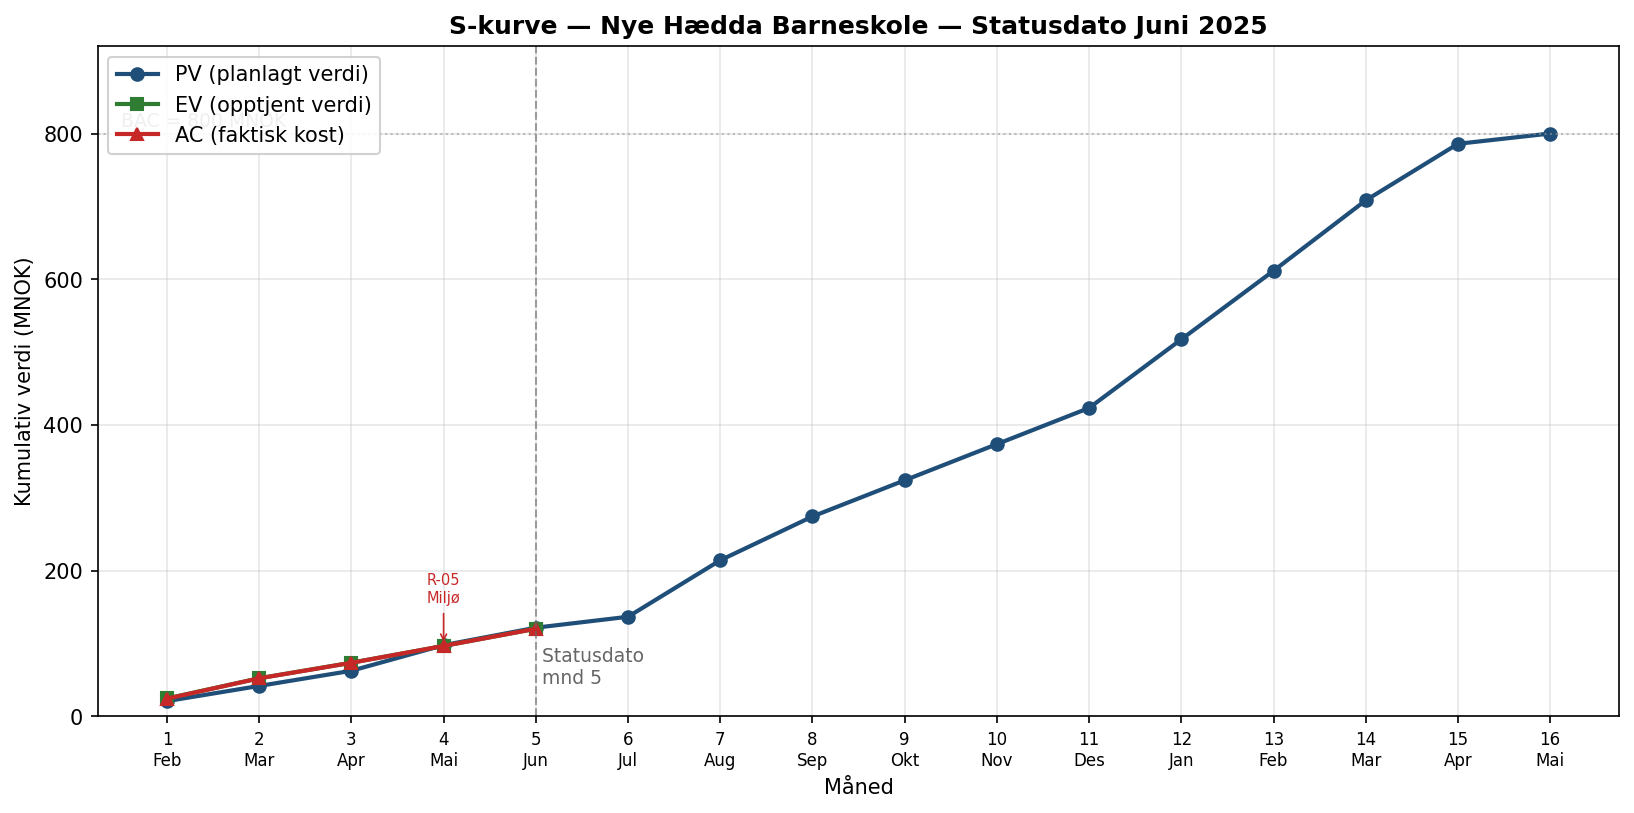 S-kurve — Nye Hædda Barneskole — Statusdato Juni 2025
PV (planlagt verdi)
EV (opptjent verdi)
AC (faktisk kost)
BAC = 800 MNOK
Kumulativ verdi (MNOK)
800
600
400
200
0
R-05
Miljø
Statusdato
mnd 5
1 2 3 4 5 6 7 8 9 10 11 12 13 14 15 16
Feb Mar Apr Mai Jun Jul Aug Sep Okt Nov Des Jan Feb Mar Apr Mai
Måned